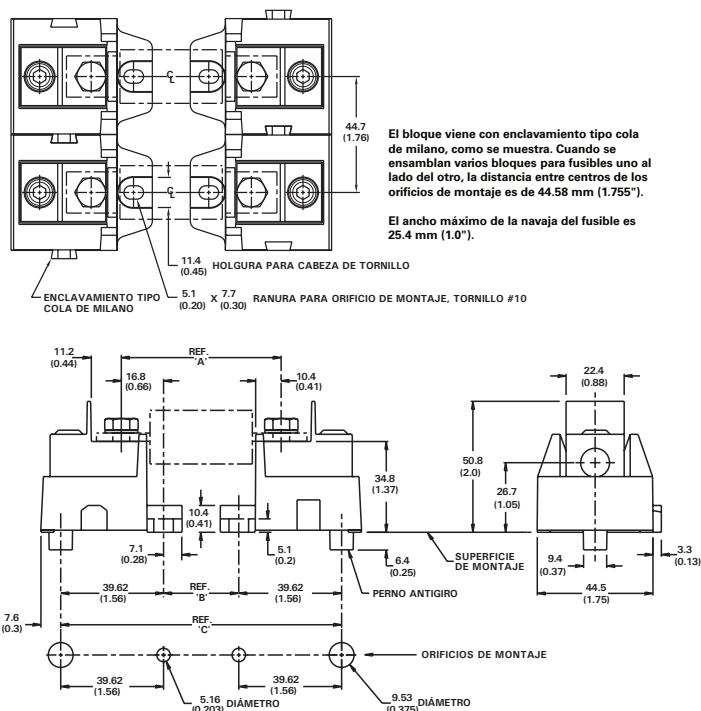 C
L
44.7
(1.76)
El bloque viene con enclavamiento tipo cola
de milano, como se muestra. Cuando se
ensamblan varios bloques para fusibles uno al
lado del otro, la distancia entre centros de los
orificios de montaje es de 44.58 mm (1.755").
El ancho máximo de la navaja del fusible es
25.4 mm (1.0").
C
L
11.4
(0.45) HOLGURA PARA CABEZA DE TORNILLO
ENCLAVAMIENTO TIPO
COLA DE MILANO
5.1
(0.20) X 7.7
(0.30) RANURA PARA ORIFICIO DE MONTAJE, TORNILLO #10
11.2
(0.44)
REF.
'A'
16.8
(0.66)
10.4
(0.41)
22.4
(0.88)
50.8
(2.0)
34.8
(1.37)
26.7
(1.05)
10.4
(0.41)
7.1
(0.28)
5.1
(0.2)
6.4
(0.25)
SUPERFICIE
DE MONTAJE
9.4
(0.37)
3.3
(0.13)
39.62
(1.56)
REF.
'B'
39.62
(1.56)
PERNO ANTIGIRO
44.5
(1.75)
7.6
(0.3)
REF.
'C'
ORIFICIOS DE MONTAJE
39.62
(1.56)
39.62
(1.56)
5.16
(0.203) DIÁMETRO
9.53
(0.375) DIÁMETRO